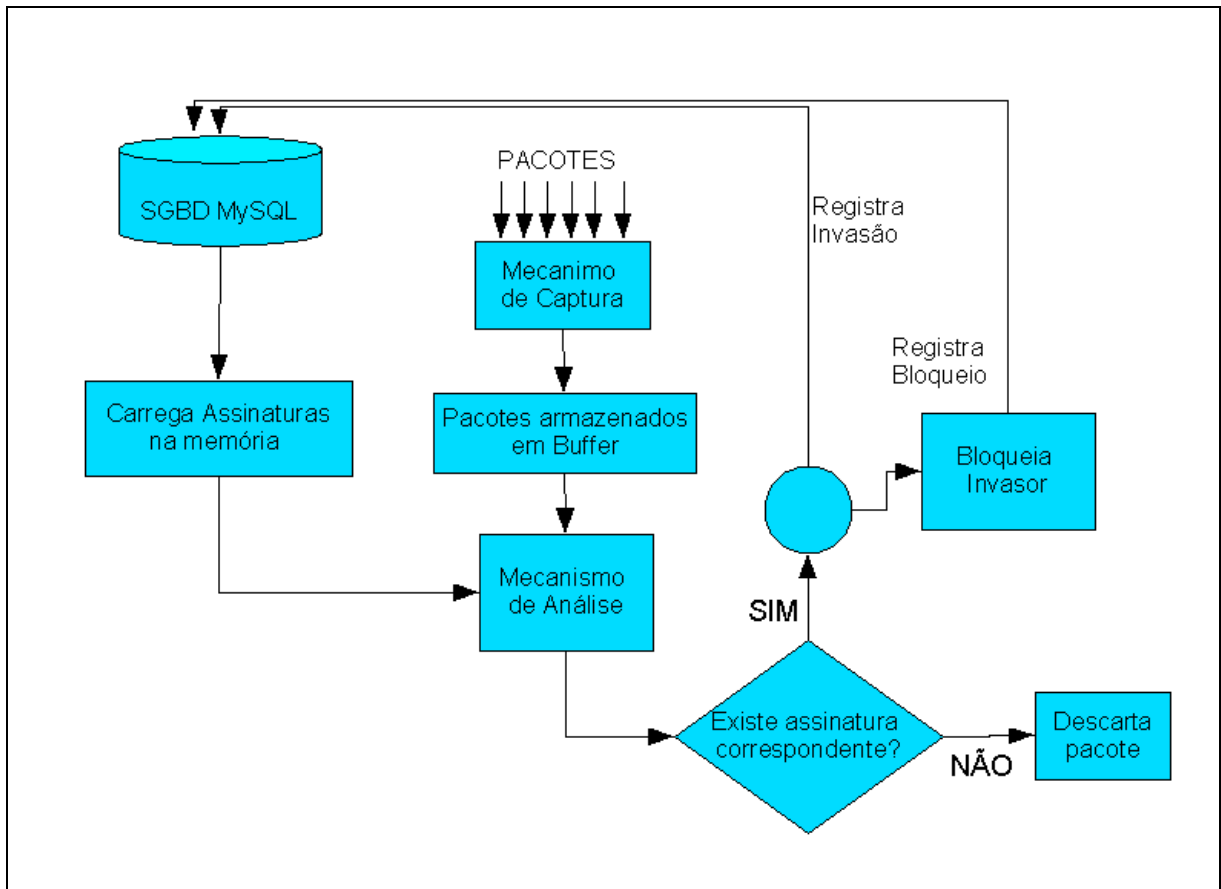 PACOTES
SGBD MySQL
Registra
Invasão
Mecanimo
de Captura
Registra
Bloqueio
Carrega Assinaturas
na memória
Pacotes armazenados
em Buffer
Bloqueia
Invasor
Mecanismo
de Análise
SIM
Existe assinatura
correspondente?
NÃO
Descarta
pacote